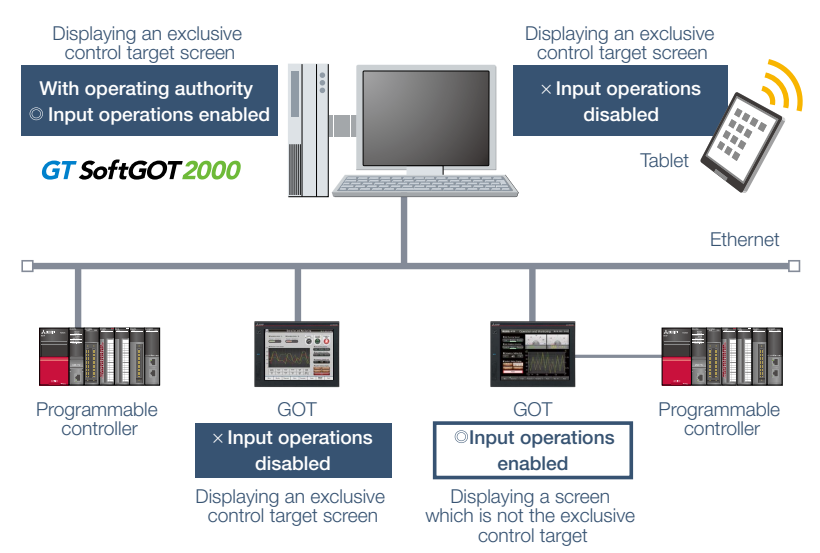 Displaying an exclusive
control target screen
With operating authority
◎ Input operations enabled
GT SoftGOT2000
Displaying an exclusive
control target screen
× Input operations
disabled
Tablet
Ethernet
Programmable
controller
GOT
× Input operations
disabled
Displaying an exclusive
control target screen
GOT
◎Input operations
enabled
Displaying a screen
which is not the exclusive
control target
Programmable
controller